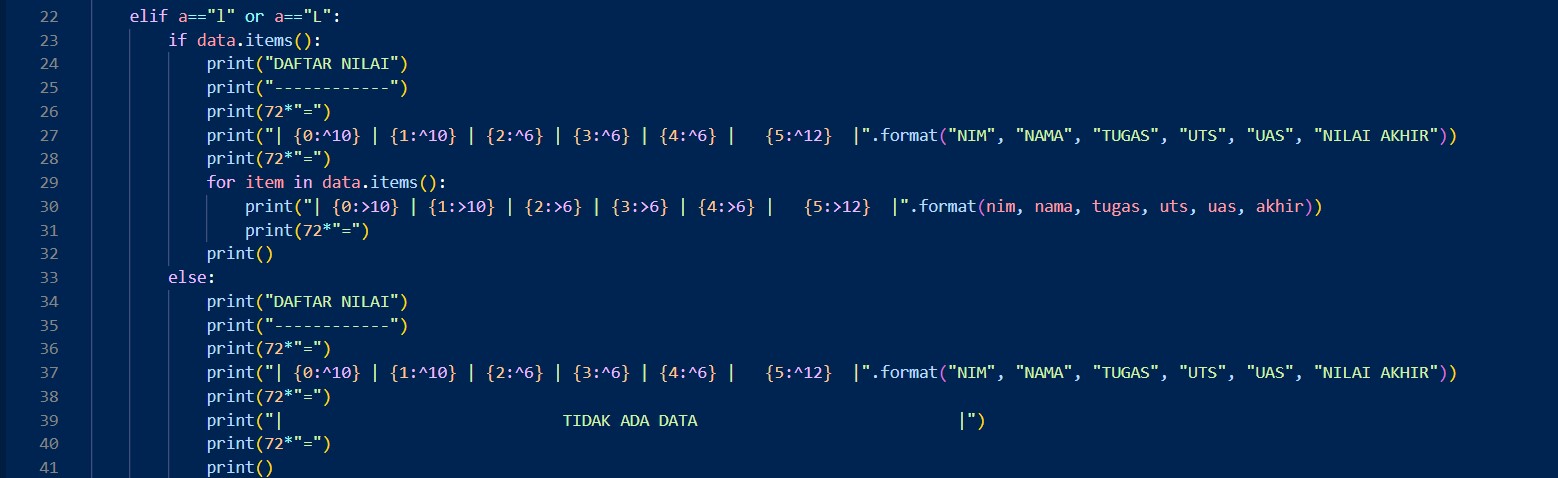 22 elif a=="l" or a=="L":
23 if data.items():
24 print("DAFTAR NILAI")
25 print("------------")
26 print(72*"=")
27 print("| {0:^10} | {1:^10} | {2:^6} | {3:^6} | {4:^6} |   {5:^12}  |".format("NIM", "NAMA", "TUGAS", "UTS", "UAS", "NILAI AKHIR"))
28 print(72*"=")
29 for item in data.items():
30 print("| {0:>10} | {1:>10} | {2:>6} | {3:>6} | {4:>6} |   {5:>12}  |".format(nim, nama, tugas, uts, uas, akhir))
31 print(72*"=")
32 print()
33 else:
34 print("DAFTAR NILAI")
35 print("------------")
36 print(72*"=")
37 print("| {0:^10} | {1:^10} | {2:^6} | {3:^6} | {4:^6} |   {5:^12}  |".format("NIM", "NAMA", "TUGAS", "UTS", "UAS", "NILAI AKHIR"))
38 print(72*"=")
39 print("|                             TIDAK ADA DATA                           |")
40 print(72*"=")
41 print()